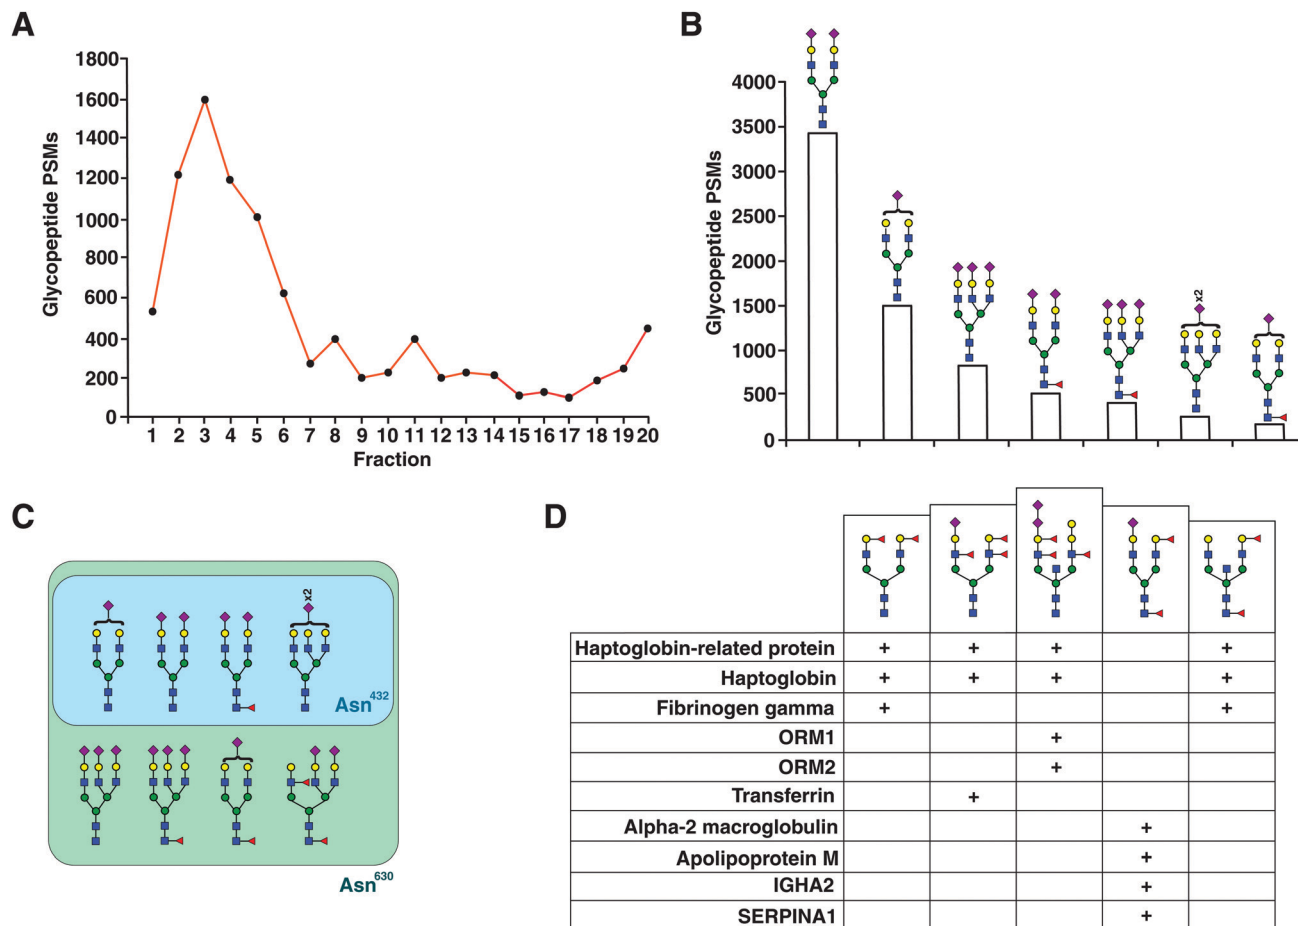 A
Glycopeptide PSMs
1800
1600
1400
1200
1000
800
600
400
200
0
1 2 3 4 5 6 7 8 9 10 11 12 13 14 15 16 17 18 19 20
Fraction
B
Glycopeptide PSMs
4000
3500
3000
2500
2000
1500
1000
500
0
x2
C
x2
Asn432
Asn630
D
Haptoglobin-related protein + + + +
Haptoglobin + + + +
Fibrinogen gamma + +
ORM1 +
ORM2 +
Transferrin +
Alpha-2 macroglobulin +
Apolipoprotein M +
IGHA2 +
SERPINA1 +